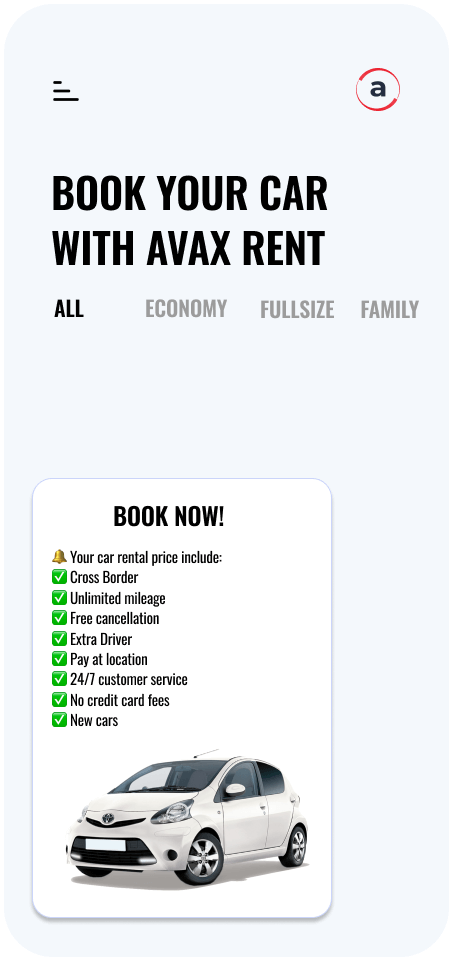 a
BOOK YOUR CAR
WITH AVAX RENT
ALL ECONOMY FULLSIZE FAMILY
BOOK NOW!
🔔 Your car rental price include:
✅ Cross Border
✅ Unlimited mileage
✅ Free cancellation
✅ Extra Driver
✅ Pay at location
✅ 24/7 customer service
✅ No credit card fees
✅ New cars